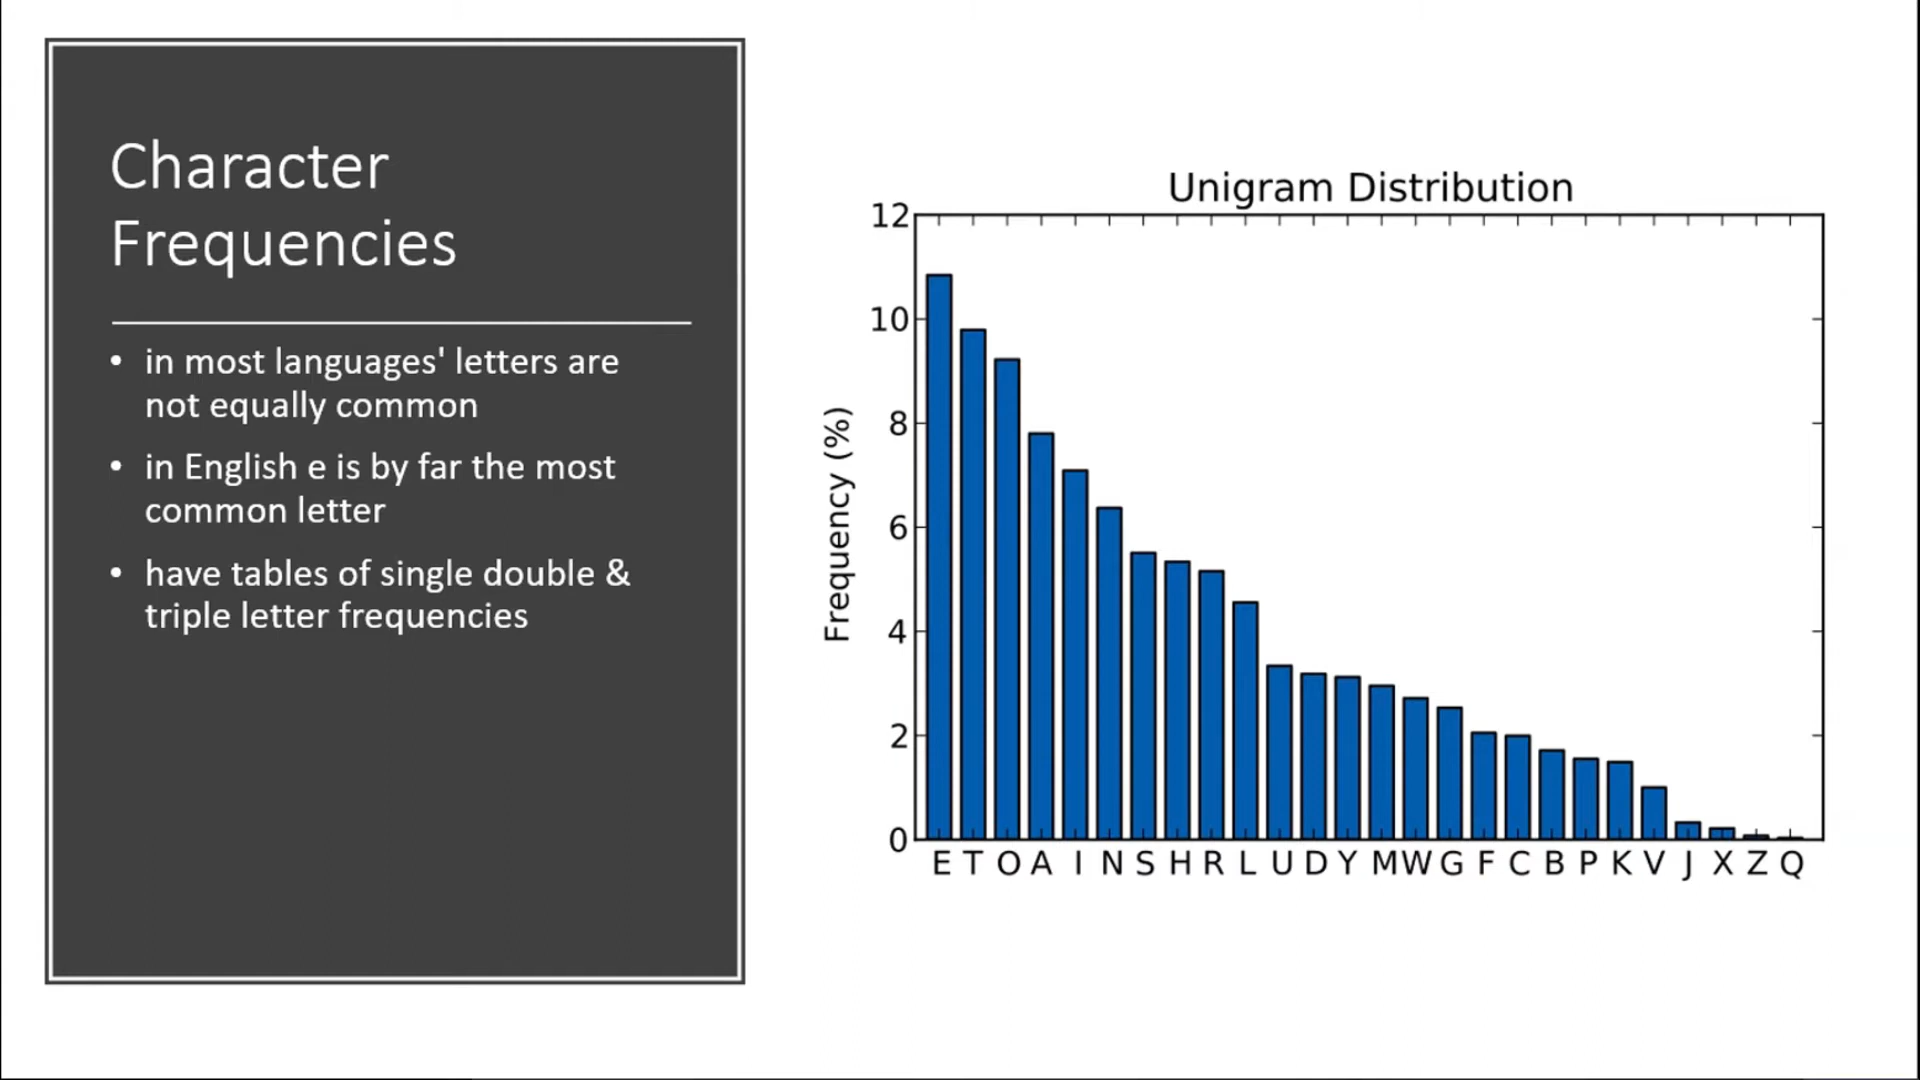 Character
Frequencies
• in most languages' letters are
not equally common
• in English e is by far the most
common letter
• have tables of single double &
triple letter frequencies
Unigram Distribution
Frequency (%)
12
10
8
6
4
2
0
E T O A I N S H R L U D Y M W G F C B P K V J X Z Q